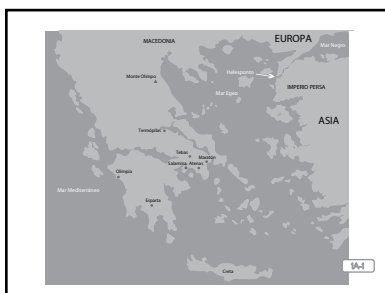 EUROPA
MACEDONIA
Mar Negro
Helesponto
Monte Olimpo
IMPERIO PERSA
Mar Egeo
ASIA
Termópilas
Tebas
Maratón
Salamina
Atenas
Olimpia
Mar Mediterráneo
Esparta
Creta
1A-1